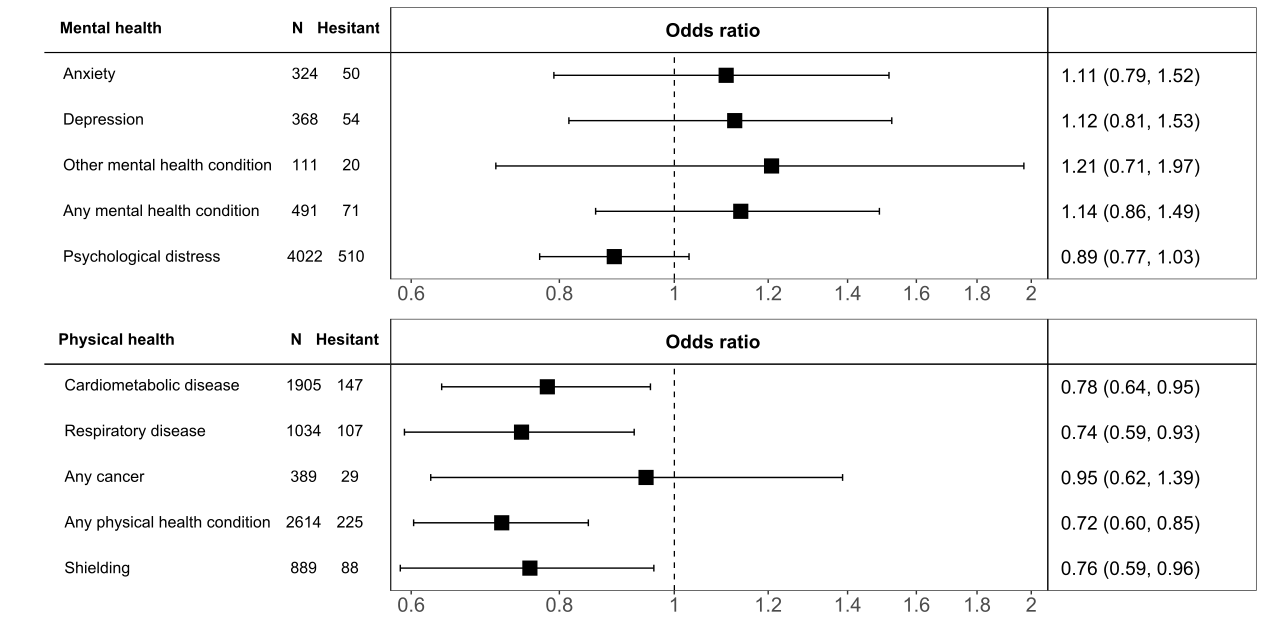 Mental health N Hesitant Odds ratio
Anxiety 324 50 1.11 (0.79, 1.52)
Depression 368 54 1.12 (0.81, 1.53)
Other mental health condition 111 20 1.21 (0.71, 1.97)
Any mental health condition 491 71 1.14 (0.86, 1.49)
Psychological distress 4022 510 0.89 (0.77, 1.03)
0.6 0.8 1 1.2 1.4 1.6 1.8 2
Physical health N Hesitant Odds ratio
Cardiometabolic disease 1905 147 0.78 (0.64, 0.95)
Respiratory disease 1034 107 0.74 (0.59, 0.93)
Any cancer 389 29 0.95 (0.62, 1.39)
Any physical health condition 2614 225 0.72 (0.60, 0.85)
Shielding 889 88 0.76 (0.59, 0.96)
0.6 0.8 1 1.2 1.4 1.6 1.8 2